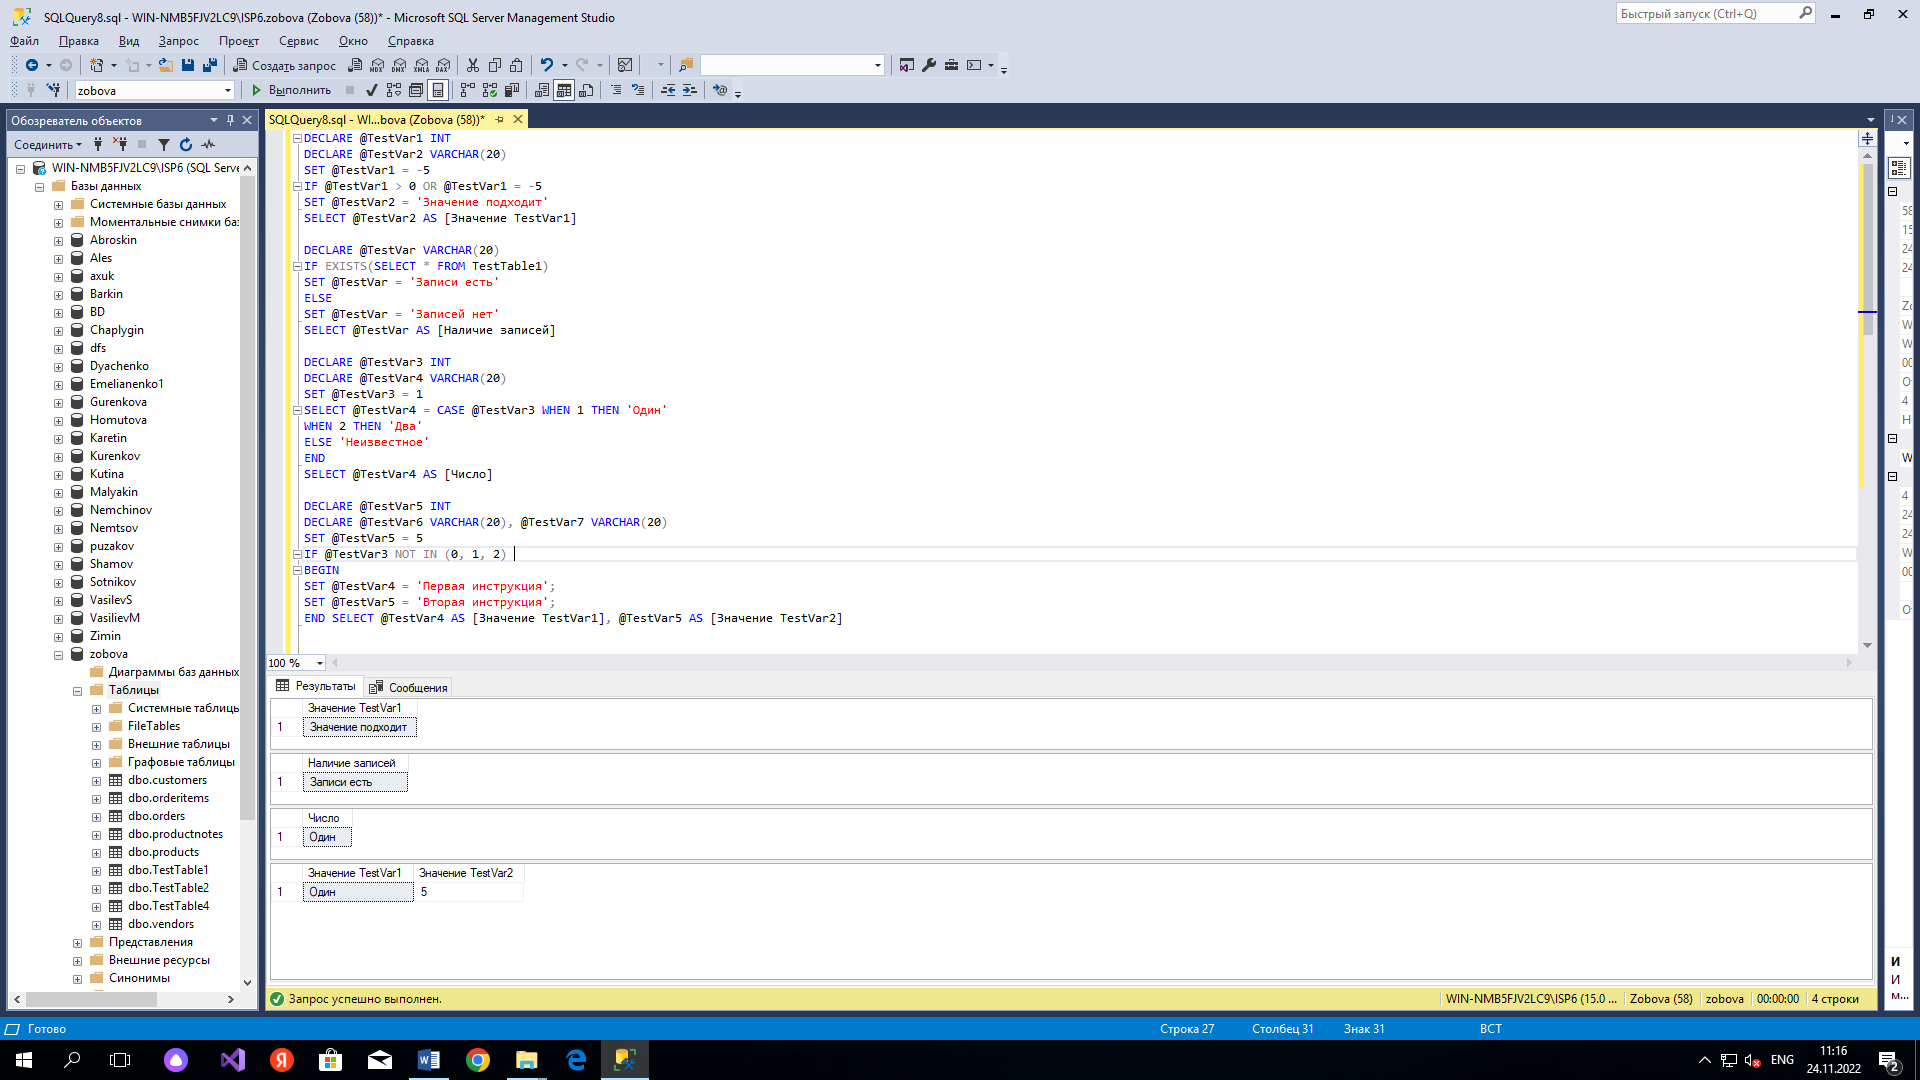 SQLQuery8.sql - WIN-NMB5FJV2LC9\ISP6.zobova (Zobova (58))* - Microsoft SQL Server Management Studio
Быстрый запуск (Ctrl+Q)
Файл Правка Вид Запрос Проект Сервис Окно Справка
Создать запрос
zobova
Выполнить
Обозреватель объектов
Соединить
WIN-NMB5FJV2LC9\ISP6 (SQL Serve
Базы данных
Системные базы данных
Моментальные снимки баз
Abroskin
Ales
axuk
Barkin
BD
Chaplygin
dfs
Dyachenko
Emelianenko1
Gurenkova
Homutova
Karetin
Kurenkov
Kutina
Malyakin
Nemchinov
Nemtsov
puzakov
Shamov
Sotnikov
VasilevS
VasilievM
Zimin
zobova
Диаграммы баз данных
Таблицы
Системные таблицы
FileTables
Внешние таблицы
Графовые таблицы
dbo.customers
dbo.orderitems
dbo.orders
dbo.productnotes
dbo.products
dbo.TestTable1
dbo.TestTable2
dbo.TestTable4
dbo.vendors
Представления
Внешние ресурсы
Синонимы
SQLQuery8.sql - WI...bova (Zobova (58))*
DECLARE @TestVar1 INT
DECLARE @TestVar2 VARCHAR(20)
SET @TestVar1 = -5
IF @TestVar1 > 0 OR @TestVar1 = -5
SET @TestVar2 = 'Значение подходит'
SELECT @TestVar2 AS [Значение TestVar1]
DECLARE @TestVar VARCHAR(20)
IF EXISTS(SELECT * FROM TestTable1)
SET @TestVar = 'Записи есть'
ELSE
SET @TestVar = 'Записей нет'
SELECT @TestVar AS [Наличие записей]
DECLARE @TestVar3 INT
DECLARE @TestVar4 VARCHAR(20)
SET @TestVar3 = 1
SELECT @TestVar4 = CASE @TestVar3 WHEN 1 THEN 'Один'
WHEN 2 THEN 'Два'
ELSE 'Неизвестное'
END
SELECT @TestVar4 AS [Число]
DECLARE @TestVar5 INT
DECLARE @TestVar6 VARCHAR(20), @TestVar7 VARCHAR(20)
SET @TestVar5 = 5
IF @TestVar3 NOT IN (0, 1, 2)
BEGIN
SET @TestVar4 = 'Первая инструкция';
SET @TestVar5 = 'Вторая инструкция';
END SELECT @TestVar4 AS [Значение TestVar1], @TestVar5 AS [Значение TestVar2]
100 %
Результаты Сообщения
Значение TestVar1
1 Значение подходит
Наличие записей
1 Записи есть
Число
1 Один
Значение TestVar1 Значение TestVar2
1 Один 5
Запрос успешно выполнен. WIN-NMB5FJV2LC9\ISP6 (15.0 ... Zobova (58) zobova 00:00:00 4 строки
Готово Строка 27 Столбец 31 Знак 31 ВСТ
ENG
11:16
24.11.2022
2